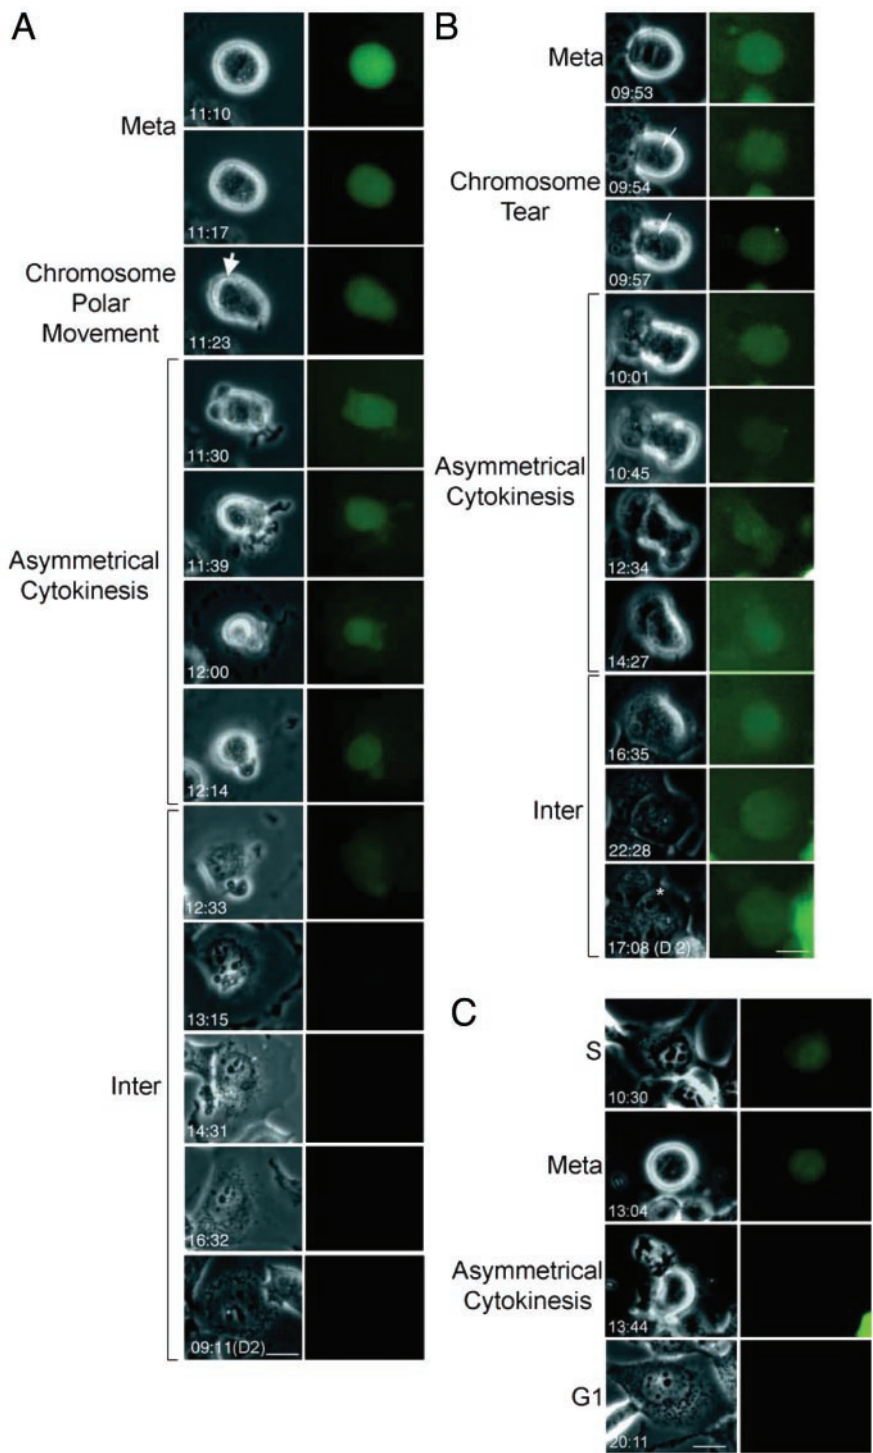 A
Meta
11:10
11:17
Chromosome
Polar
Movement
11:23
Asymmetrical
Cytokinesis
11:30
11:39
12:00
12:14
Inter
12:33
13:15
14:31
16:32
09:11(D2)
B
Meta
09:53
Chromosome
Tear
09:54
09:57
Asymmetrical
Cytokinesis
10:01
10:45
12:34
14:27
Inter
16:35
22:28
*
17:08 (D 2)
C
S
10:30
Meta
13:04
Asymmetrical
Cytokinesis
13:44
G1
20:11